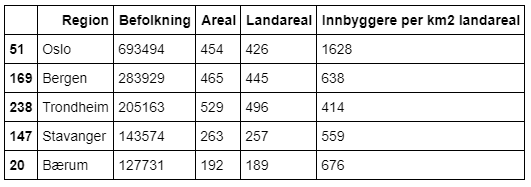 Region Befolkning Areal Landareal Innbyggere per km2 landareal
51 Oslo 693494 454 426 1628
169 Bergen 283929 465 445 638
238 Trondheim 205163 529 496 414
147 Stavanger 143574 263 257 559
20 Bærum 127731 192 189 676